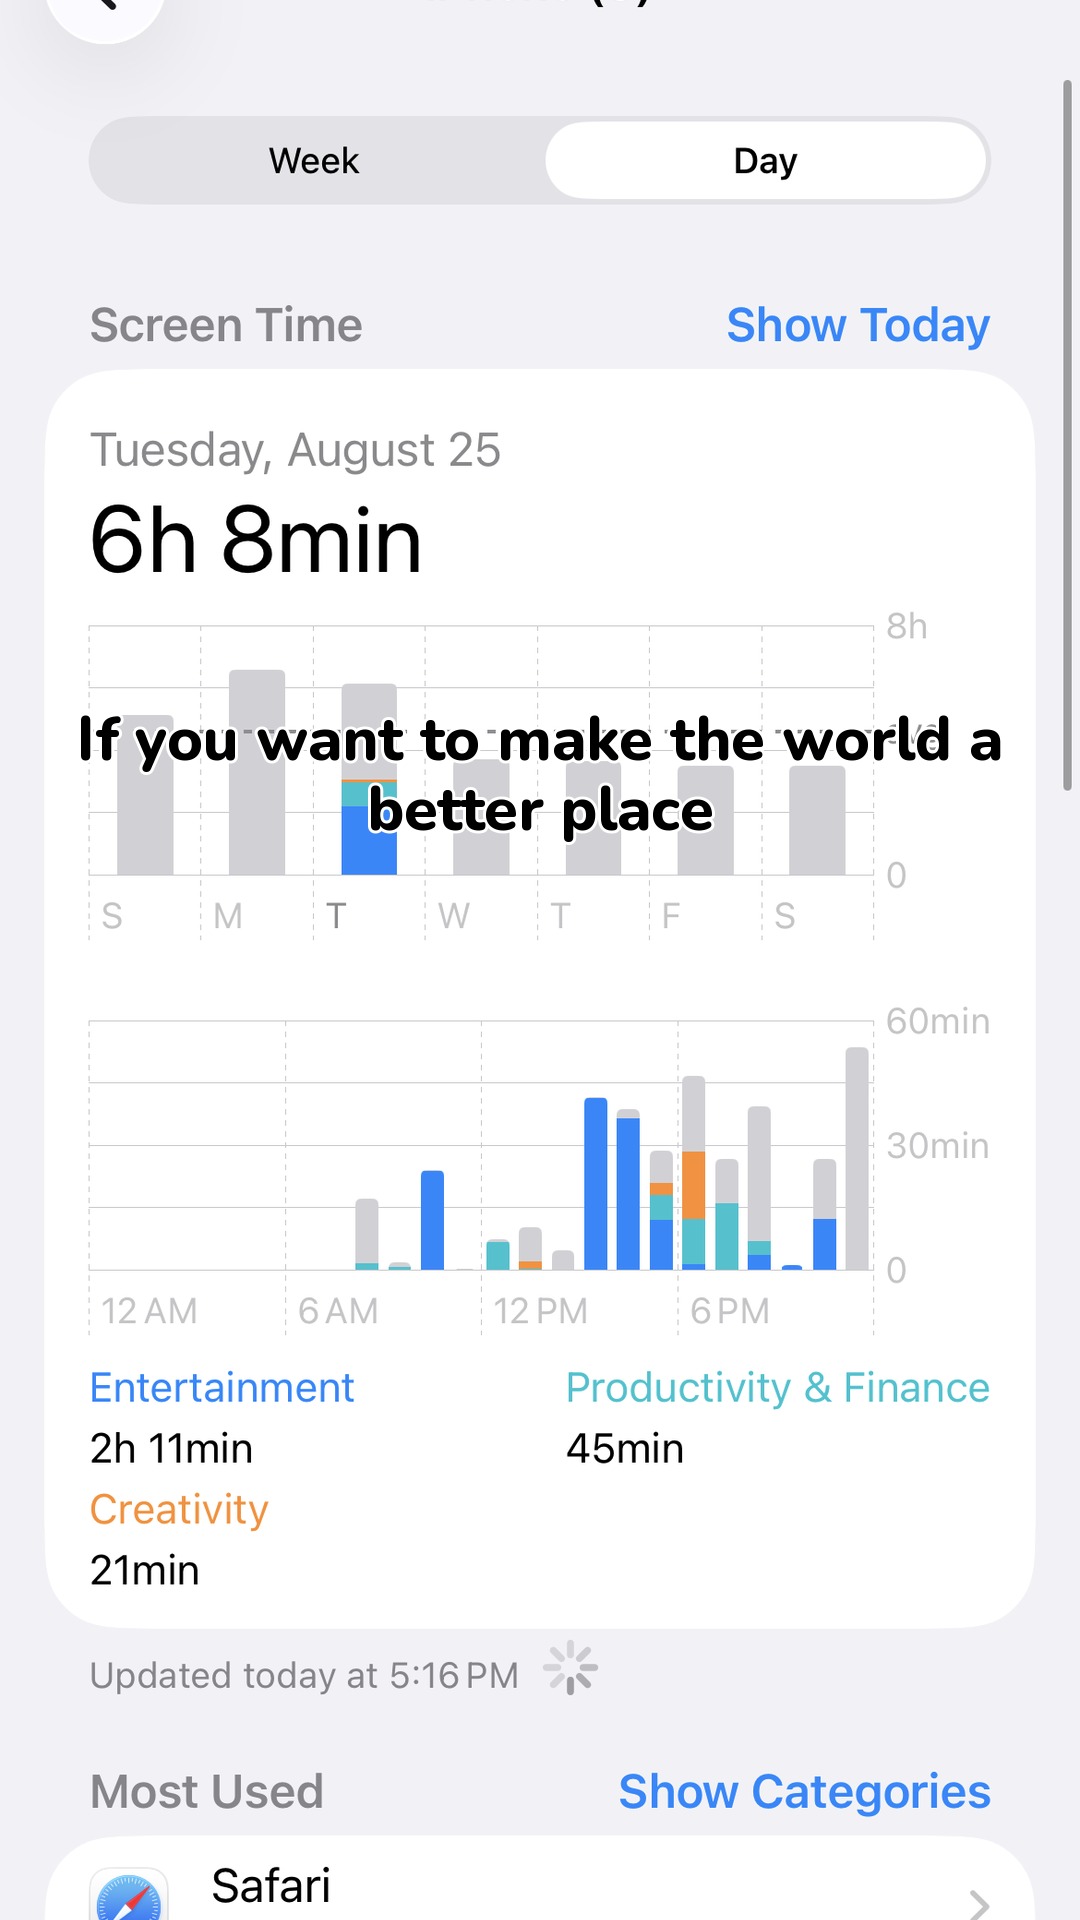 Week
Day
Screen Time
Show Today
Tuesday, August 25
6h 8min
8h
If you want to make the world a
better place
0
S M T W T F S
60min
30min
0
12 AM 6 AM 12 PM 6 PM
Entertainment
Productivity & Finance
2h 11min
45min
Creativity
21min
Updated today at 5:16 PM
Most Used
Show Categories
Safari